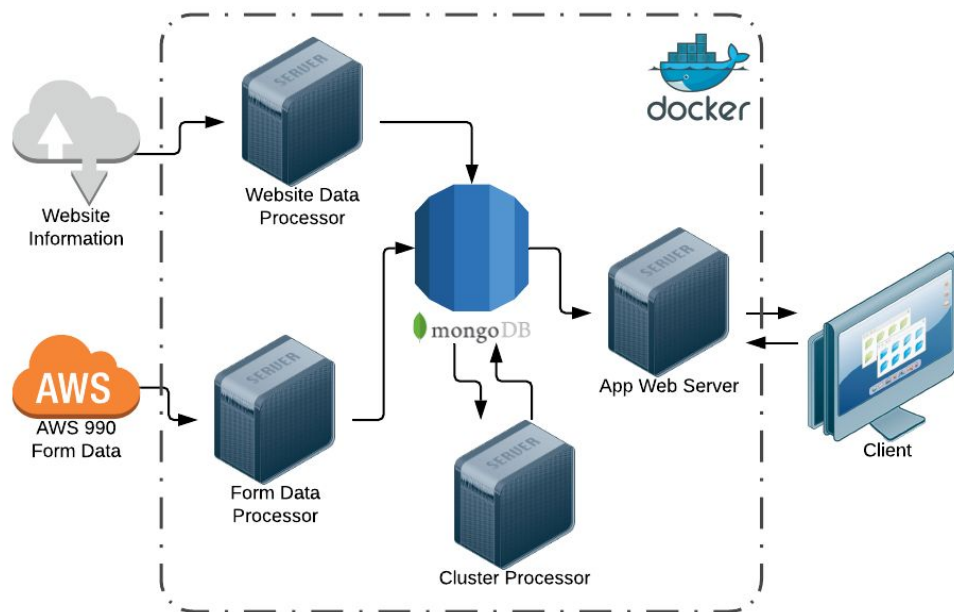 SERVER
docker
Website
Information
Website Data
Processor
mongoDB
SERVER
AWS
AWS 990
Form Data
SERVER
Form Data
Processor
App Web Server
Client
SERVER
Cluster Processor